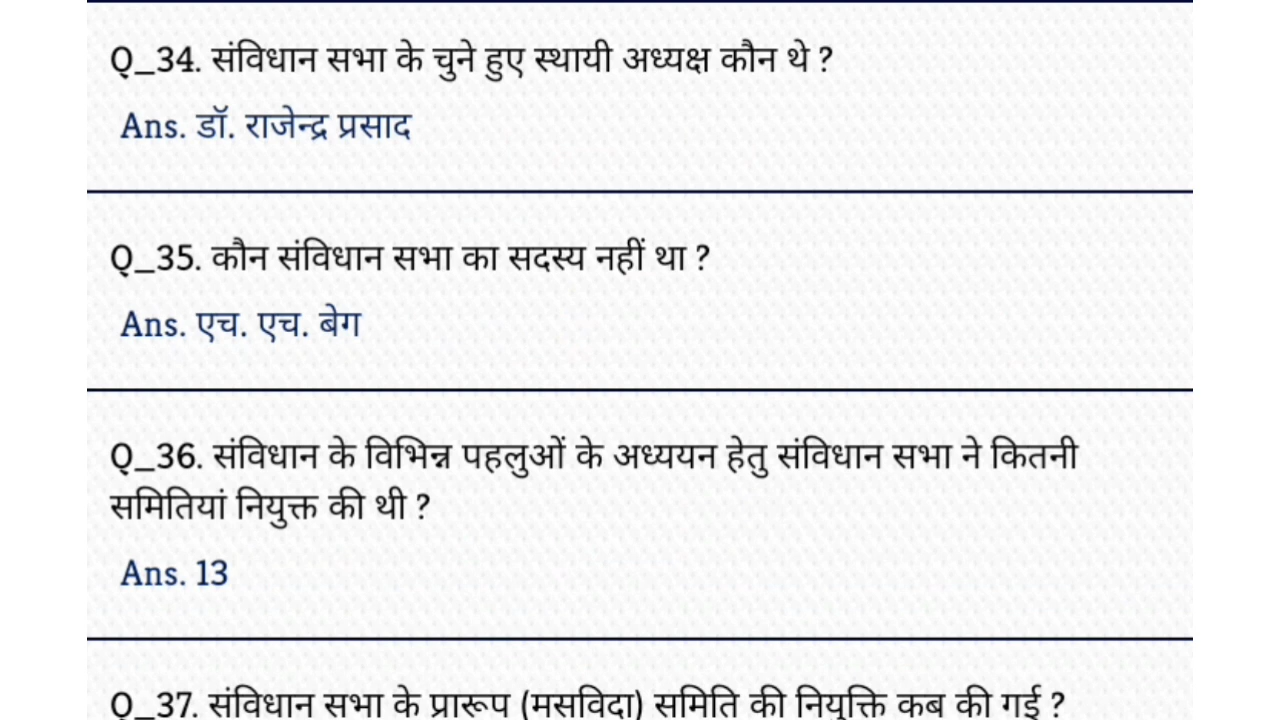 Q_34. संविधान सभा के चुने हुए स्थायी अध्यक्ष कौन थे ?
Ans. डॉ. राजेन्द्र प्रसाद
Q_35. कौन संविधान सभा का सदस्य नहीं था ?
Ans. एच. एच. बेग
Q_36. संविधान के विभिन्न पहलुओं के अध्ययन हेतु संविधान सभा ने कितनी
समितियां नियुक्त की थी ?
Ans. 13
Q_37. संविधान सभा के प्रारूप (मसविदा) समिति की नियुक्ति कब की गई ?